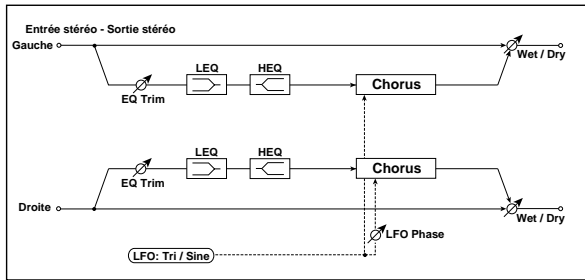 Entrée stéréo - Sortie stéréo
Gauche
Wet / Dry
EQ Trim
LEQ
HEQ
Chorus
LEQ
HEQ
Chorus
EQ Trim
Droite
Wet / Dry
LFO Phase
LFO: Tri / Sine